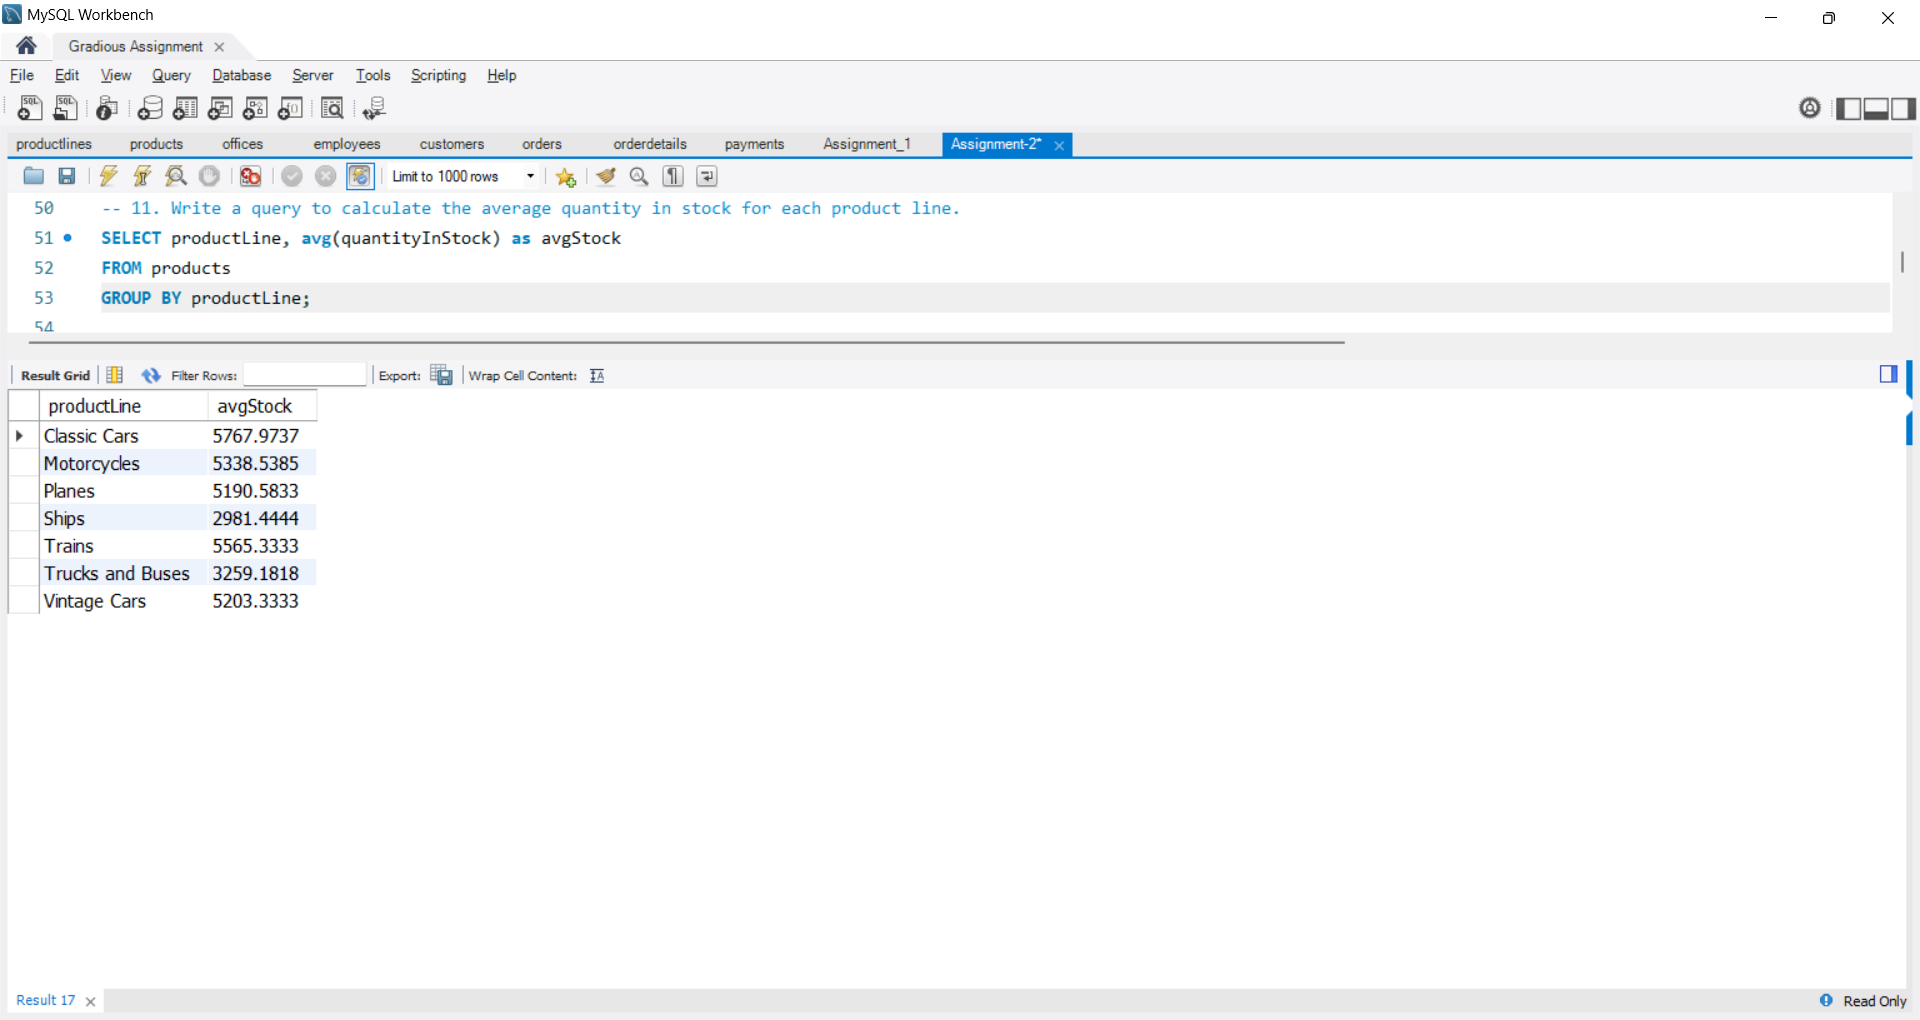 MySQL Workbench
Gradious Assignment
File Edit View Query Database Server Tools Scripting Help
productlines products offices employees customers orders orderdetails payments Assignment_1 Assignment-2*
Limit to 1000 rows
50 -- 11. Write a query to calculate the average quantity in stock for each product line.
51 SELECT productLine, avg(quantityInStock) as avgStock
52 FROM products
53 GROUP BY productLine;
54
Result Grid Filter Rows: Export: Wrap Cell Content:
productLine avgStock
Classic Cars 5767.9737
Motorcycles 5338.5385
Planes 5190.5833
Ships 2981.4444
Trains 5565.3333
Trucks and Buses 3259.1818
Vintage Cars 5203.3333
Result 17 Read Only